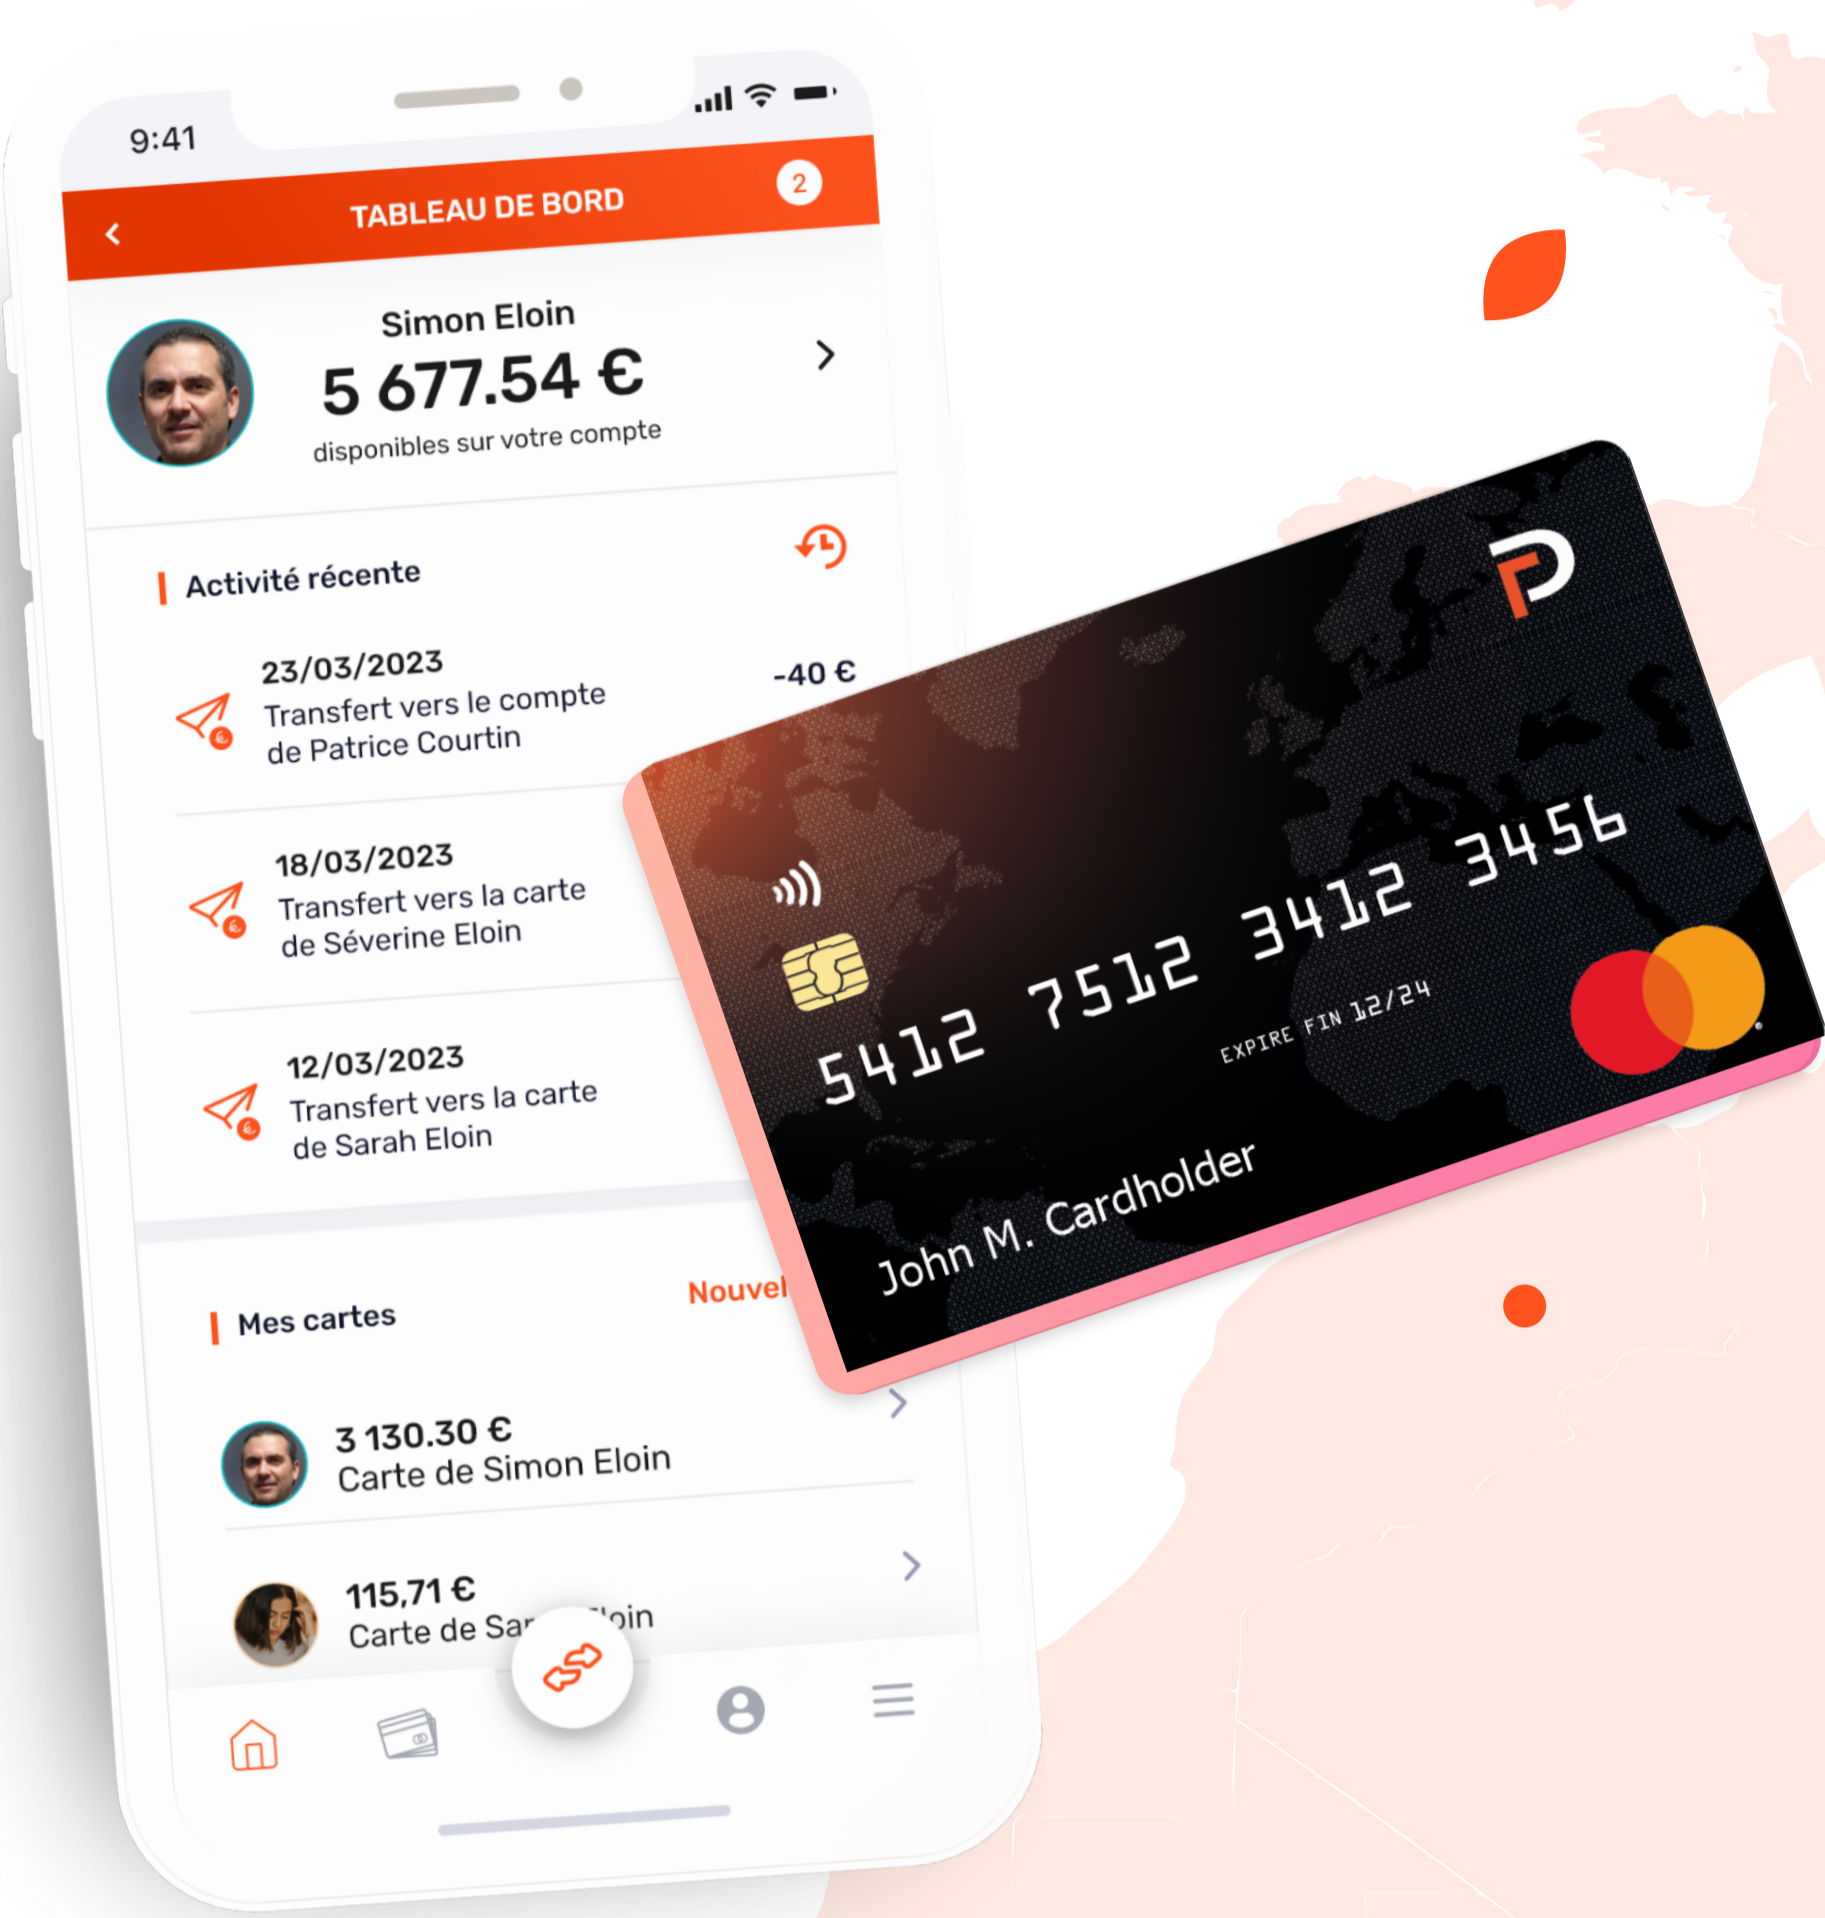 9:41
TABLEAU DE BORD
2
Simon Eloin
5 677.54 €
disponibles sur votre compte
Activité récente
23/03/2023
-40 €
Transfert vers le compte
de Patrice Courtin
18/03/2023
Transfert vers la carte
de Séverine Eloin
12/03/2023
Transfert vers la carte
de Sarah Eloin
Mes cartes
3 130.30 €
Carte de Simon Eloin
115,71 €
Carte de
5412 7512 3412 3456
EXPIRE FIN 12/24
John M. Cardholder